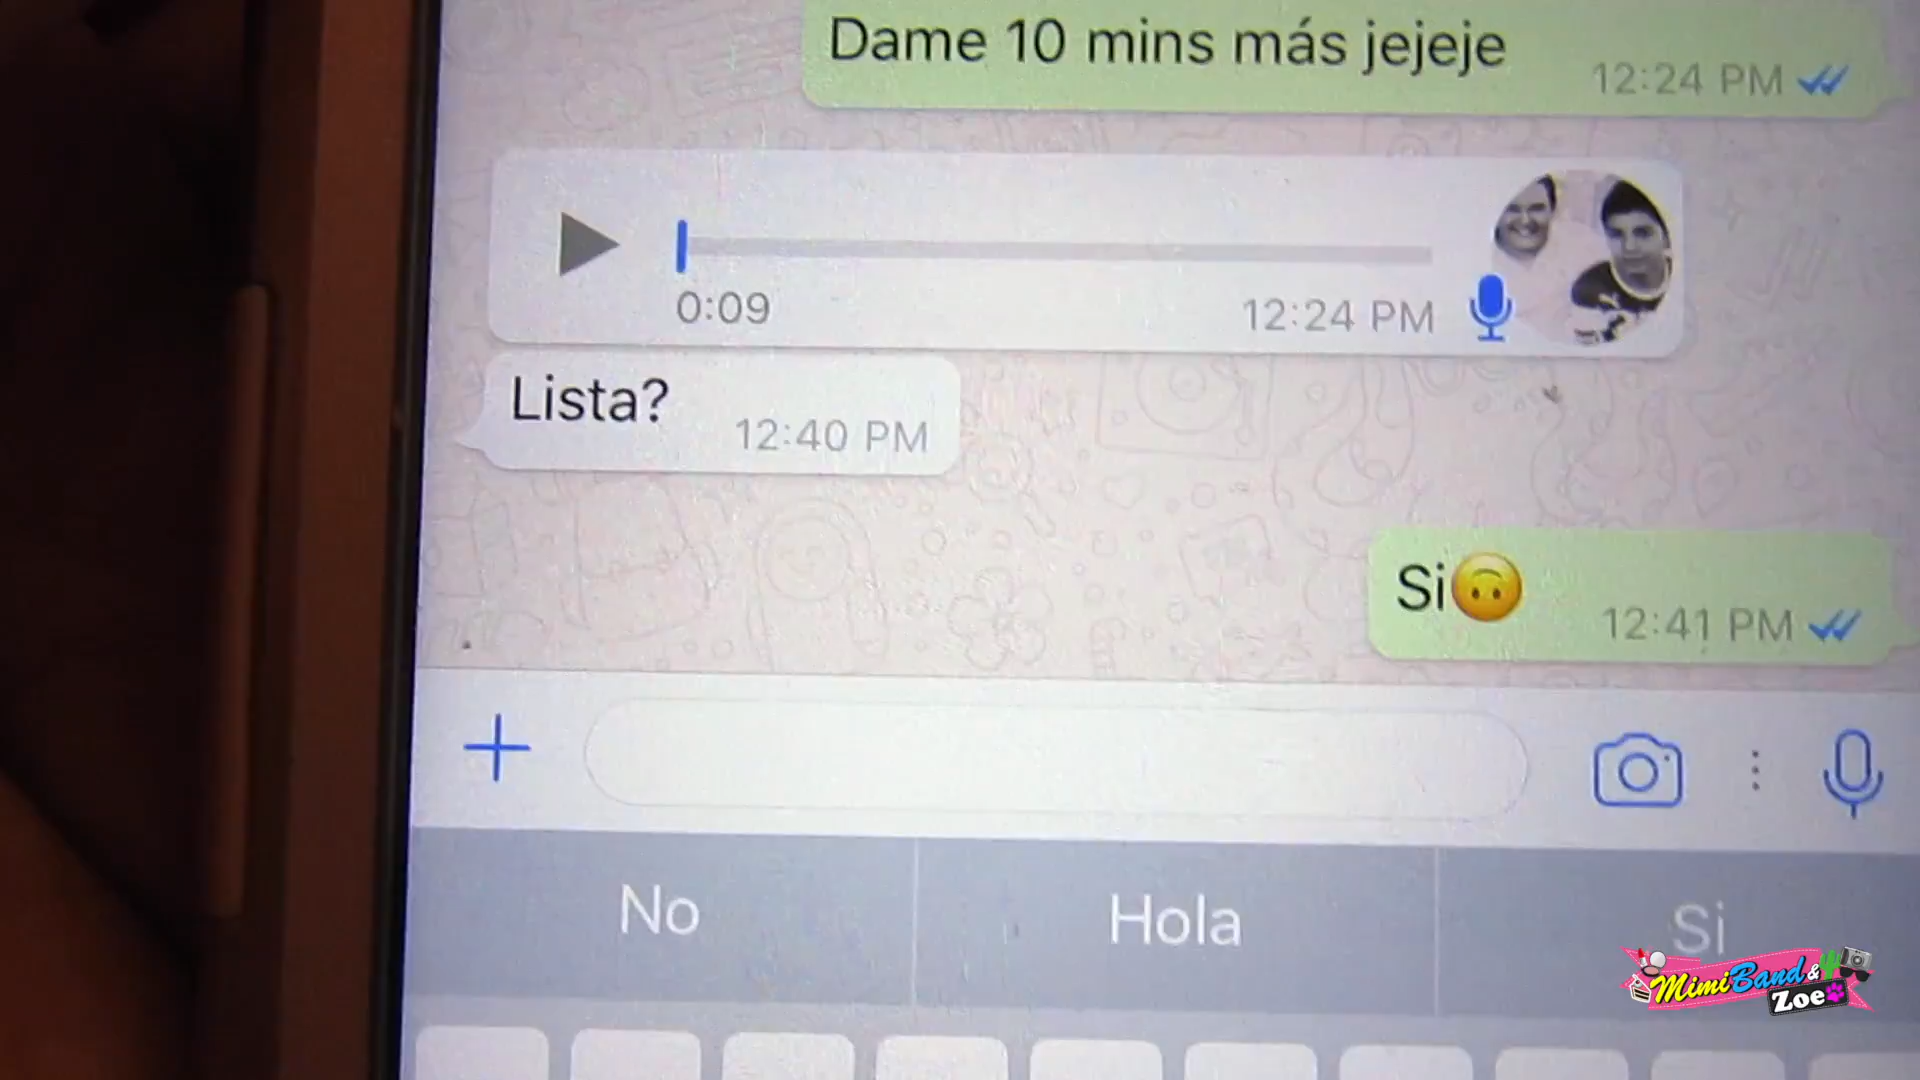 Dame 10 mins más jejeje
12:24 PM
0:09
12:24 PM
Lista?
12:40 PM
Si🙃
12:41 PM
No
Hola
Si
MimiBand&
Zoe